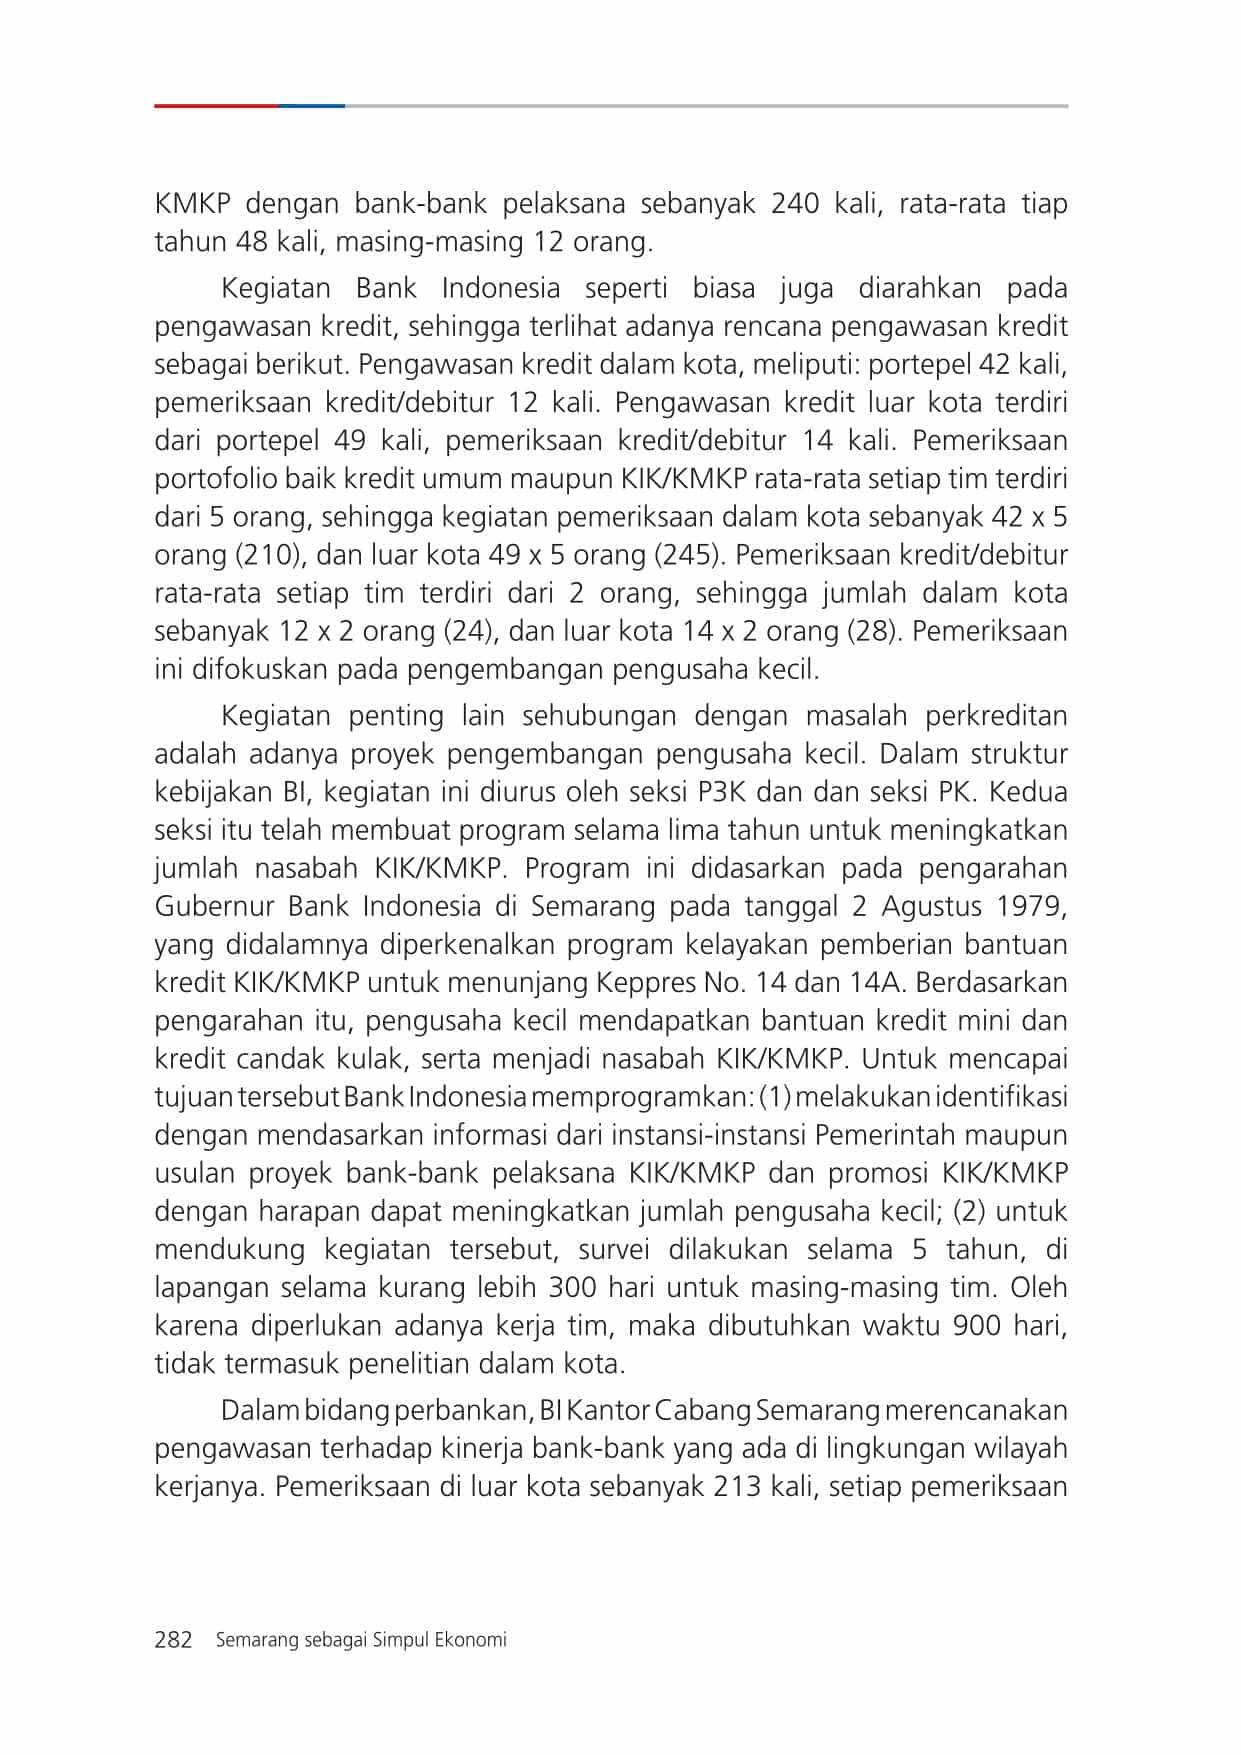 KMKP dengan bank-bank pelaksana sebanyak 240 kali, rata-rata tiap
tahun 48 kali, masing-masing 12 orang.
Kegiatan Bank Indonesia seperti biasa juga diarahkan pada
pengawasan kredit, sehingga terlihat adanya rencana pengawasan kredit
sebagai berikut. Pengawasan kredit dalam kota, meliputi: portepel 42 kali,
pemeriksaan kredit/debitur 12 kali. Pengawasan kredit luar kota terdiri
dari portepel 49 kali, pemeriksaan kredit/debitur 14 kali. Pemeriksaan
portofolio baik kredit umum maupun KIK/KMKP rata-rata setiap tim terdiri
dari 5 orang, sehingga kegiatan pemeriksaan dalam kota sebanyak 42 x 5
orang (210), dan luar kota 49 x 5 orang (245). Pemeriksaan kredit/debitur
rata-rata setiap tim terdiri dari 2 orang, sehingga jumlah dalam kota
sebanyak 12 x 2 orang (24), dan luar kota 14 x 2 orang (28). Pemeriksaan
ini difokuskan pada pengembangan pengusaha kecil.
Kegiatan penting lain sehubungan dengan masalah perkreditan
adalah adanya proyek pengembangan pengusaha kecil. Dalam struktur
kebijakan BI, kegiatan ini diurus oleh seksi P3K dan dan seksi PK. Kedua
seksi itu telah membuat program selama lima tahun untuk meningkatkan
jumlah nasabah KIK/KMKP. Program ini didasarkan pada pengarahan
Gubernur Bank Indonesia di Semarang pada tanggal 2 Agustus 1979,
yang didalamnya diperkenalkan program kelayakan pemberian bantuan
kredit KIK/KMKP untuk menunjang Keppres No. 14 dan 14A. Berdasarkan
pengarahan itu, pengusaha kecil mendapatkan bantuan kredit mini dan
kredit candak kulak, serta menjadi nasabah KIK/KMKP. Untuk mencapai
tujuan tersebut Bank Indonesia memprogramkan: (1) melakukan identifikasi
dengan mendasarkan informasi dari instansi-instansi Pemerintah maupun
usulan proyek bank-bank pelaksana KIK/KMKP dan promosi KIK/KMKP
dengan harapan dapat meningkatkan jumlah pengusaha kecil; (2) untuk
mendukung kegiatan tersebut, survei dilakukan selama 5 tahun, di
lapangan selama kurang lebih 300 hari untuk masing-masing tim. Oleh
karena diperlukan adanya kerja tim, maka dibutuhkan waktu 900 hari,
tidak termasuk penelitian dalam kota.
Dalam bidang perbankan, BI Kantor Cabang Semarang merencanakan
pengawasan terhadap kinerja bank-bank yang ada di lingkungan wilayah
kerjanya. Pemeriksaan di luar kota sebanyak 213 kali, setiap pemeriksaan
282 Semarang sebagai Simpul Ekonomi